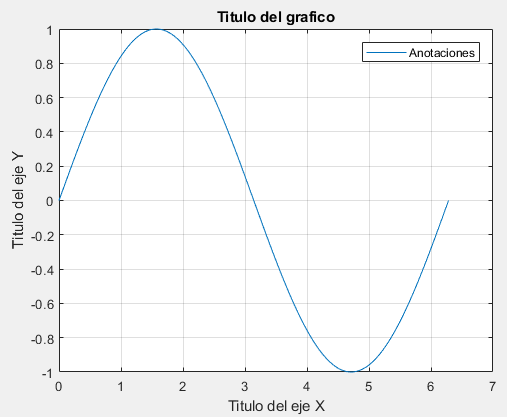 Titulo del grafico
Anotaciones
Titulo del eje Y
1
0.8
0.6
0.4
0.2
0
-0.2
-0.4
-0.6
-0.8
-1
0 1 2 3 4 5 6 7
Titulo del eje X